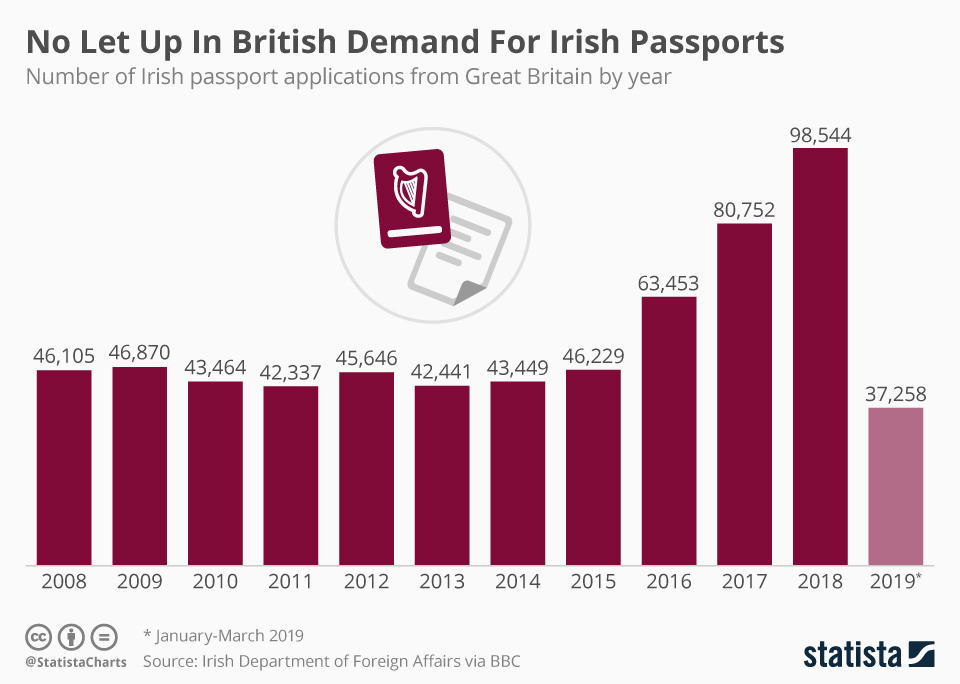 No Let Up In British Demand For Irish Passports
Number of Irish passport applications from Great Britain by year
98,544
80,752
63,453
46,105 46,870 43,464 42,337 45,646 42,441 43,449 46,229
37,258
2008 2009 2010 2011 2012 2013 2014 2015 2016 2017 2018 2019*
cc
=
* January-March 2019
@StatistaCharts Source: Irish Department of Foreign Affairs via BBC
statista